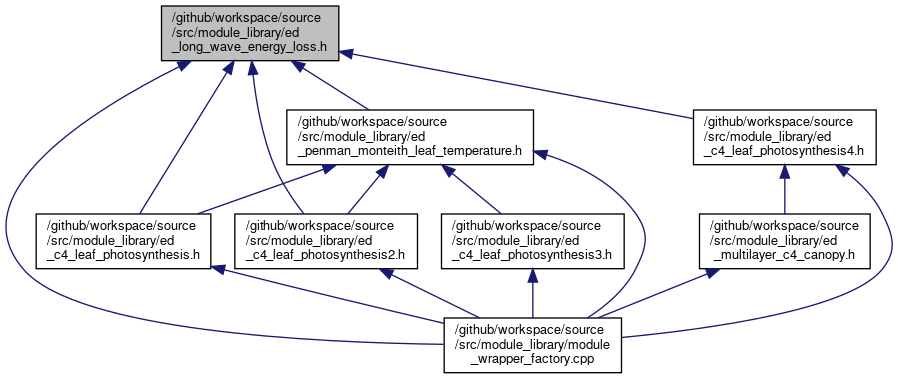 /github/workspace/source
/src/module_library/ed
_long_wave_energy_loss.h
/github/workspace/source
/src/module_library/ed
_penman_monteith_leaf_temperature.h
/github/workspace/source
/src/module_library/ed
_c4_leaf_photosynthesis4.h
/github/workspace/source
/src/module_library/ed
_c4_leaf_photosynthesis.h
/github/workspace/source
/src/module_library/ed
_c4_leaf_photosynthesis2.h
/github/workspace/source
/src/module_library/ed
_c4_leaf_photosynthesis3.h
/github/workspace/source
/src/module_library/ed
_multilayer_c4_canopy.h
/github/workspace/source
/src/module_library/module
_wrapper_factory.cpp